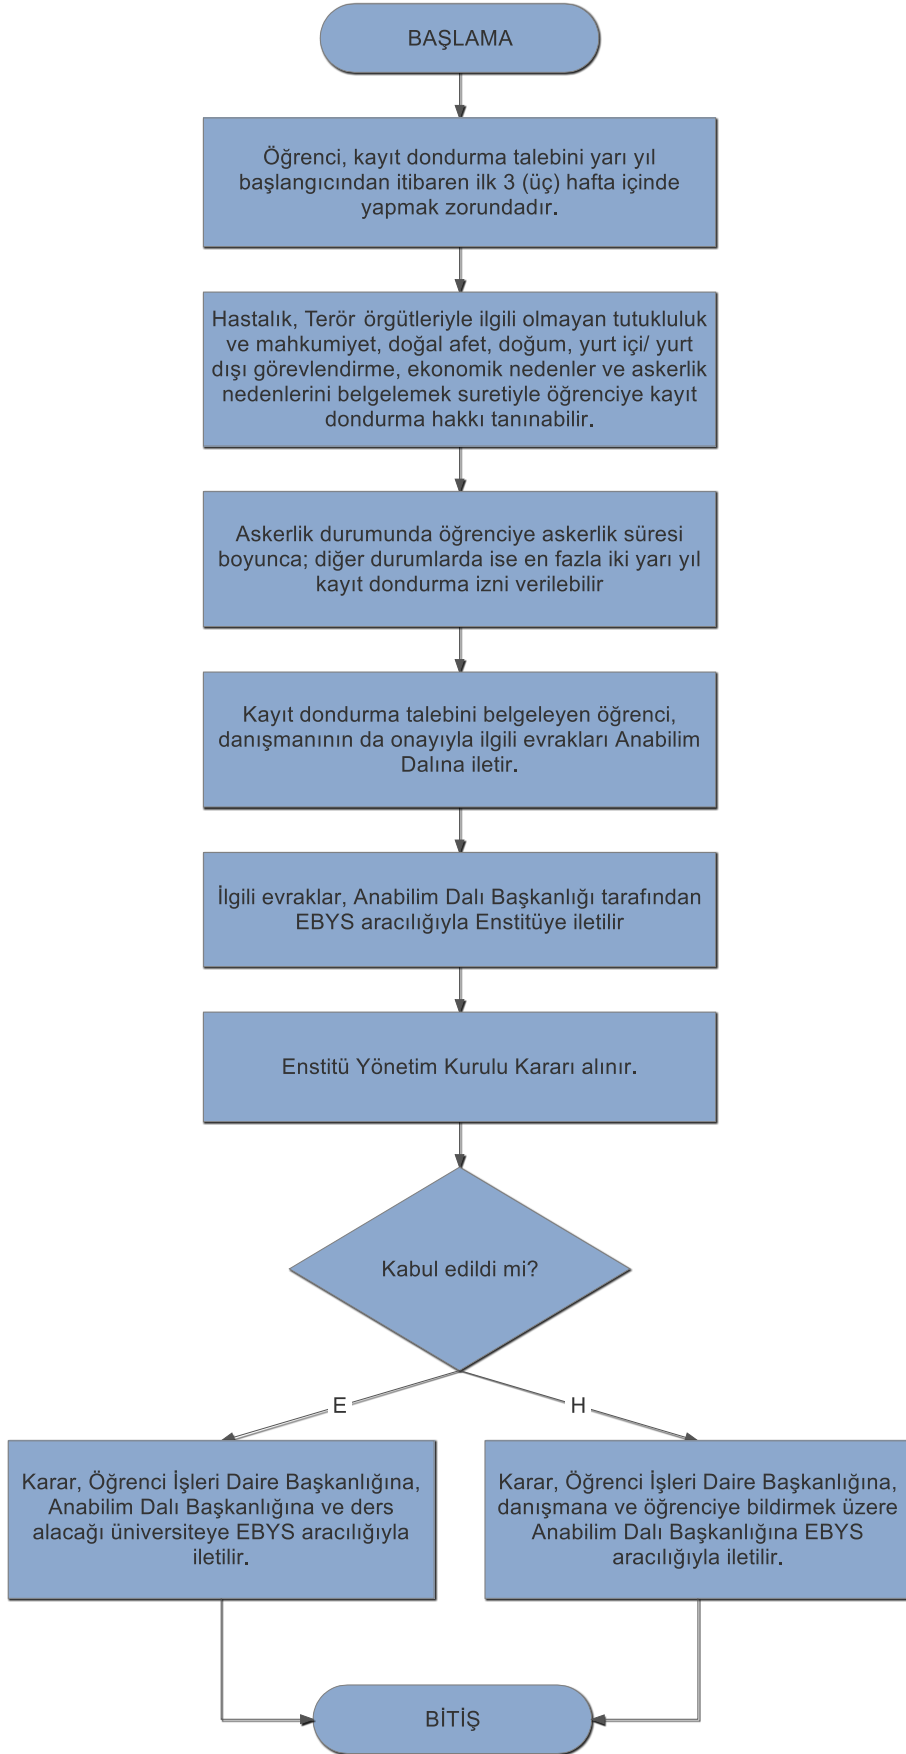 BAŞLAMA
Öğrenci, kayıt dondurma talebini yarı yıl
başlangıcından itibaren ilk 3 (üç) hafta içinde
yapmak zorundadır.
Hastalık, Terör örgütleriyle ilgili olmayan tutukluluk
ve mahkumiyet, doğal afet, doğum, yurt içi/ yurt
dışı görevlendirme, ekonomik nedenler ve askerlik
nedenlerini belgelemek suretiyle öğrenciye kayıt
dondurma hakkı tanınabilir.
Askerlik durumunda öğrenciye askerlik süresi
boyunca; diğer durumlarda ise en fazla iki yarı yıl
kayıt dondurma izni verilebilir
Kayıt dondurma talebini belgeleyen öğrenci,
danışmanının da onayıyla ilgili evrakları Anabilim
Dalına iletir.
İlgili evraklar, Anabilim Dalı Başkanlığı tarafından
EBYS aracılığıyla Enstitüye iletilir
Enstitü Yönetim Kurulu Kararı alınır.
Kabul edildi mi?
E
H
Karar, Öğrenci İşleri Daire Başkanlığına,
Anabilim Dalı Başkanlığına ve ders
alacağı üniversiteye EBYS aracılığıyla
iletilir.
Karar, Öğrenci İşleri Daire Başkanlığına,
danışmana ve öğrenciye bildirmek üzere
Anabilim Dalı Başkanlığına EBYS
aracılığıyla iletilir.
BİTİŞ